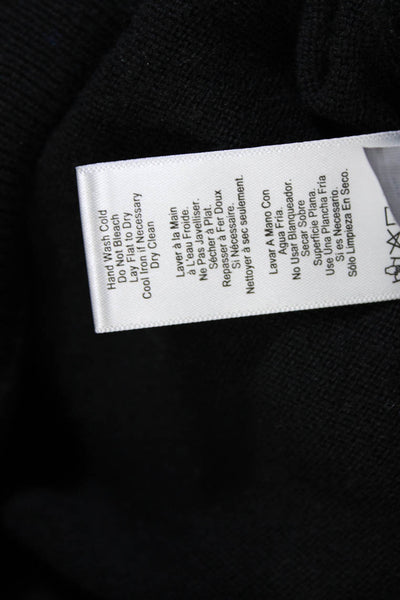 Hand Wash Cold
Do Not Bleach
Lay Flat to Dry
Cool Iron if Necessary
Dry Clean
Laver à la Main
à L'eau Froide.
Ne Pas Javelliser.
Sécher à Plat.
Repasser à Fer Doux
Si Nécessaire.
Nettoyer à sec seulement.
Lavar A Mano Con
Agua Fría.
No Usar Blanqueador.
Secar Sobre
Superficie Plana.
Use Una Plancha Fría
Si es Necesario.
Sólo Limpieza En Seco.